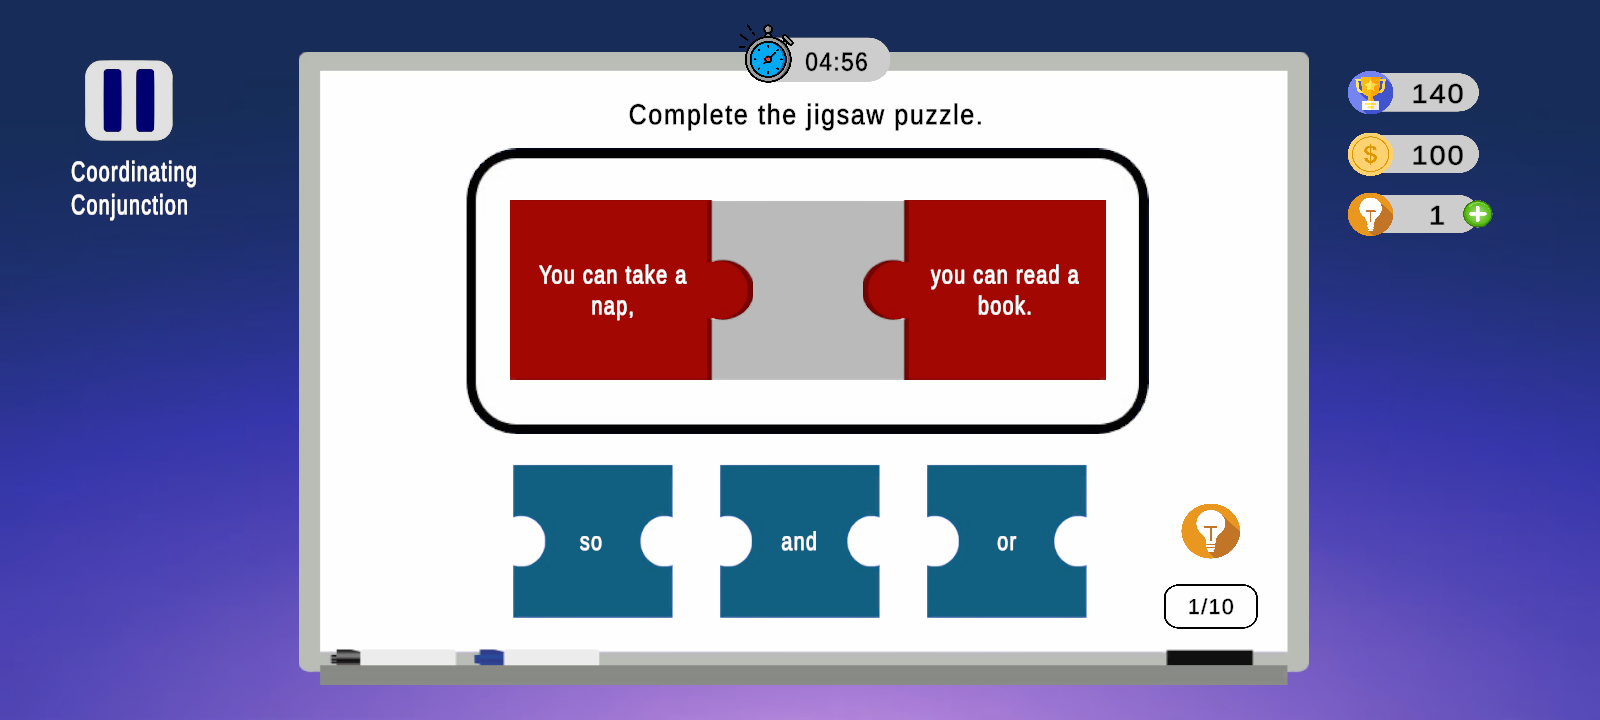 04:56
Complete the jigsaw puzzle.
Coordinating
Conjunction
140
$ 100
T 1
You can take a
nap,
you can read a
book.
so
and
or
T
1/10